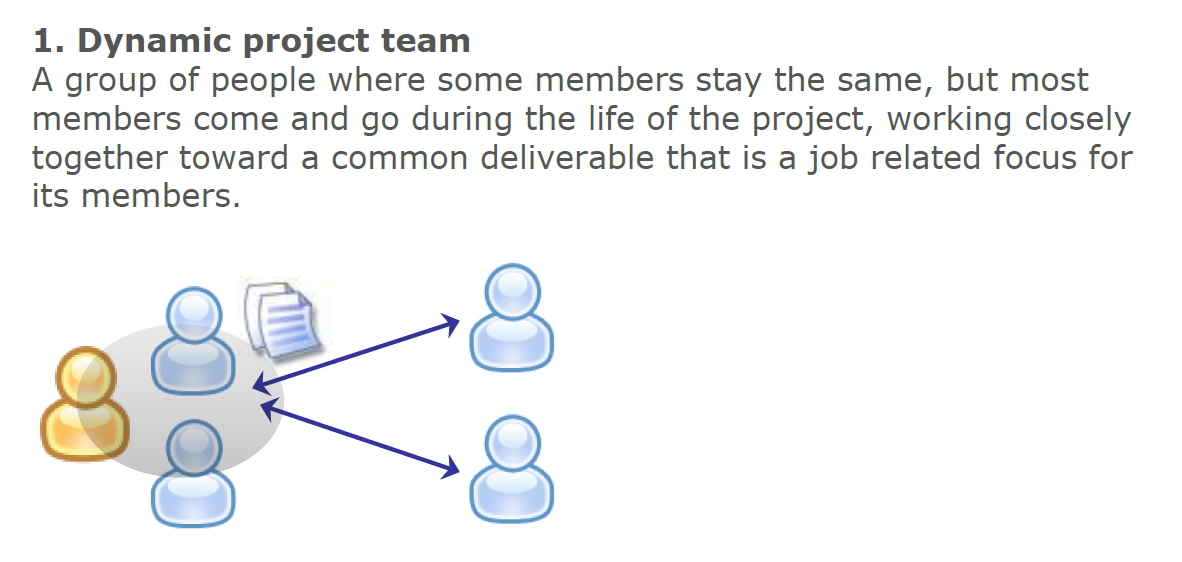 1. Dynamic project team
A group of people where some members stay the same, but most
members come and go during the life of the project, working closely
together toward a common deliverable that is a job related focus for
its members.